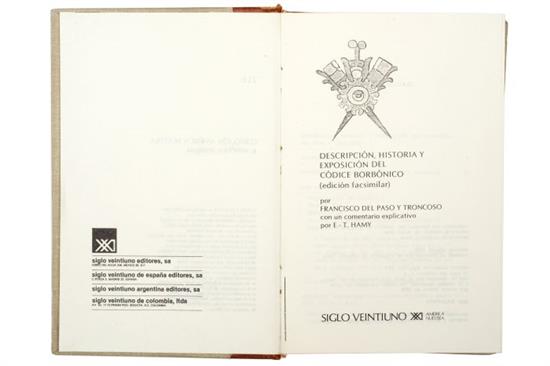 siglo veintiuno editores, sa
siglo veintiuno de españa editores, sa
siglo veintiuno argentina editores, sa
siglo veintiuno de colombia, ltda
DESCRIPCIÓN, HISTORIA Y
EXPOSICIÓN DEL
CÓDICE BORBÓNICO
(edición facsimilar)
por
FRANCISCO DEL PASO Y TRONCOSO
con un comentario explicativo
por E.-T. HAMY
SIGLO VEINTIUNO
AMÉRICA
NUESTRA